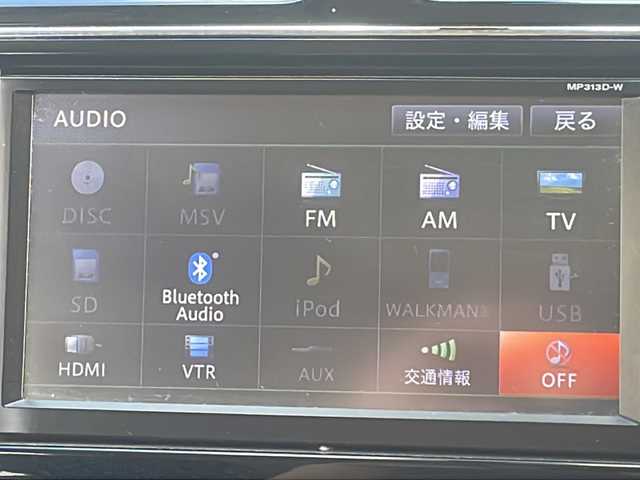 MP313D-W
AUDIO 設定・編集 戻る
DISC MSV FM AM TV
SD Bluetooth Audio iPod WALKMAN USB
HDMI VTR AUX 交通情報 OFF